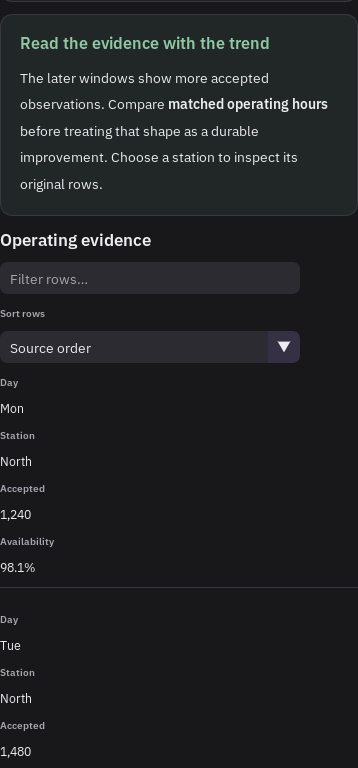 Read the evidence with the trend
The later windows show more accepted
observations. Compare matched operating hours
before treating that shape as a durable
improvement. Choose a station to inspect its
original rows.
Operating evidence
Filter rows...
Sort rows
Source order
Day
Mon
Station
North
Accepted
1,240
Availability
98.1%
Day
Tue
Station
North
Accepted
1,480